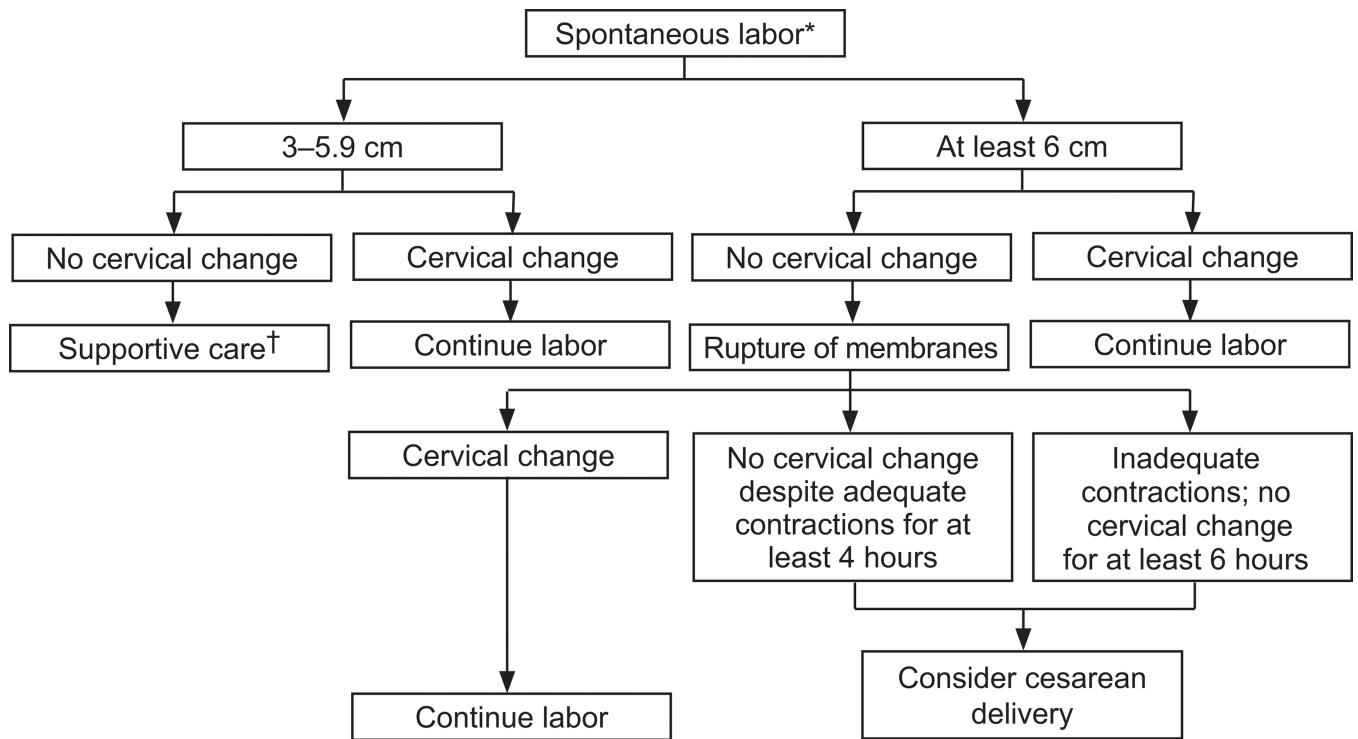 Spontaneous labor*
3–5.9 cm
At least 6 cm
No cervical change
Cervical change
No cervical change
Cervical change
Supportive care†
Continue labor
Rupture of membranes
Continue labor
Cervical change
No cervical change
despite adequate
contractions for at
least 4 hours
Inadequate
contractions; no
cervical change
for at least 6 hours
Continue labor
Consider cesarean
delivery